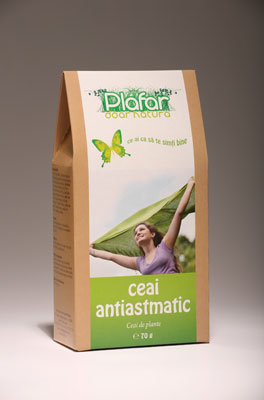 Plafar
doar natura
ca să te simți bine
ceai
antiastmatic
Ceai de plante
℮ 70 g